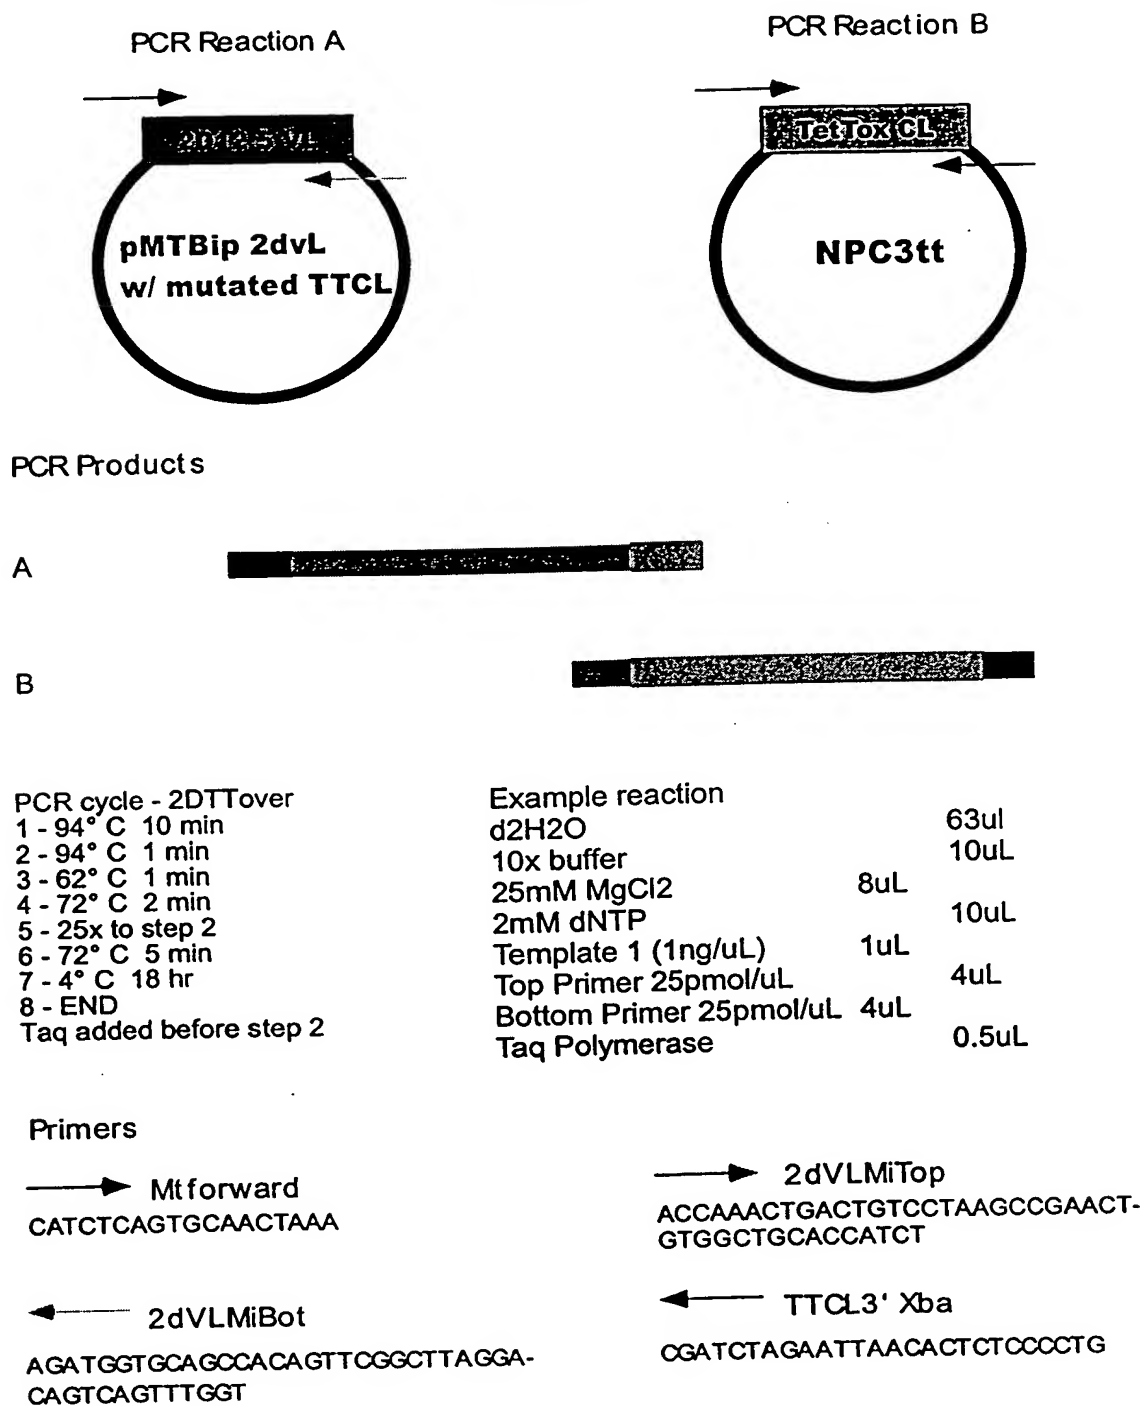 PCR Reaction A
PCR Reaction B
2D12.5 VL
TetTox CL
pMTBip 2dvL
w/ mutated TTCL
NPC3tt
PCR Products
A
B
PCR cycle - 2DTTover
1 - 94° C 10 min
2 - 94° C 1 min
3 - 62° C 1 min
4 - 72° C 2 min
5 - 25x to step 2
6 - 72° C 5 min
7 - 4° C 18 hr
8 - END
Taq added before step 2
Example reaction
d2H2O 63ul
10x buffer 10uL
25mM MgCl2 8uL
2mM dNTP 10uL
Template 1 (1ng/uL) 1uL
Top Primer 25pmol/uL 4uL
Bottom Primer 25pmol/uL 4uL
Taq Polymerase 0.5uL
Primers
Mtforward
CATCTCAGTGCAACTAAA
2dVLMiTop
ACCAAACTGACTGTCCTAAGCCGAACT-
GTGGCTGCACCATCT
2dVLMiBot
AGATGGTGCAGCCACAGTTCGGCTTAGGA-
CAGTCAGTTTGGT
TTCL3' Xba
CGATCTAGAATTAACACTCTCCCCTG